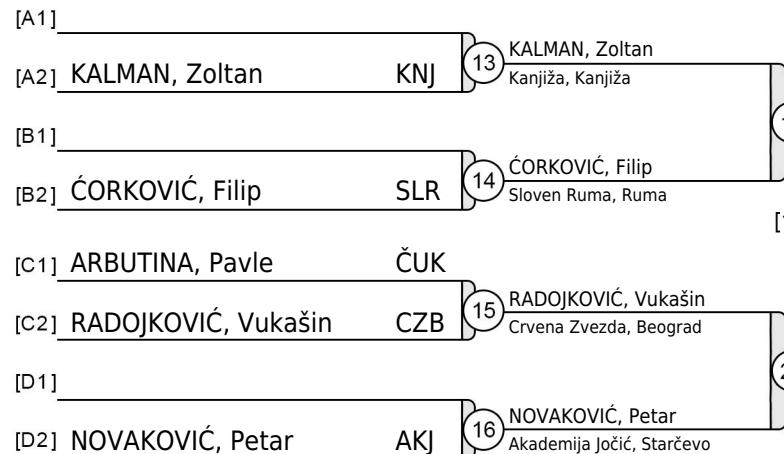 [A1]
[A2] KALMAN, Zoltan KNJ
13
KALMAN, Zoltan
Kanjiža, Kanjiža
[B1]
[B2] ĆORKOVIĆ, Filip SLR
14
ĆORKOVIĆ, Filip
Sloven Ruma, Ruma
[C1] ARBUTINA, Pavle ČUK
[C2] RADOJKOVIĆ, Vukašin CZB
15
RADOJKOVIĆ, Vukašin
Crvena Zvezda, Beograd
[D1]
[D2] NOVAKOVIĆ, Petar AKJ
16
NOVAKOVIĆ, Petar
Akademija Jočić, Starčevo